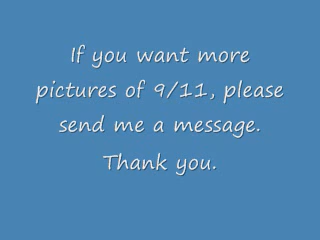 If you want more
pictures of 9/11, please
send me a message.
Thank you.